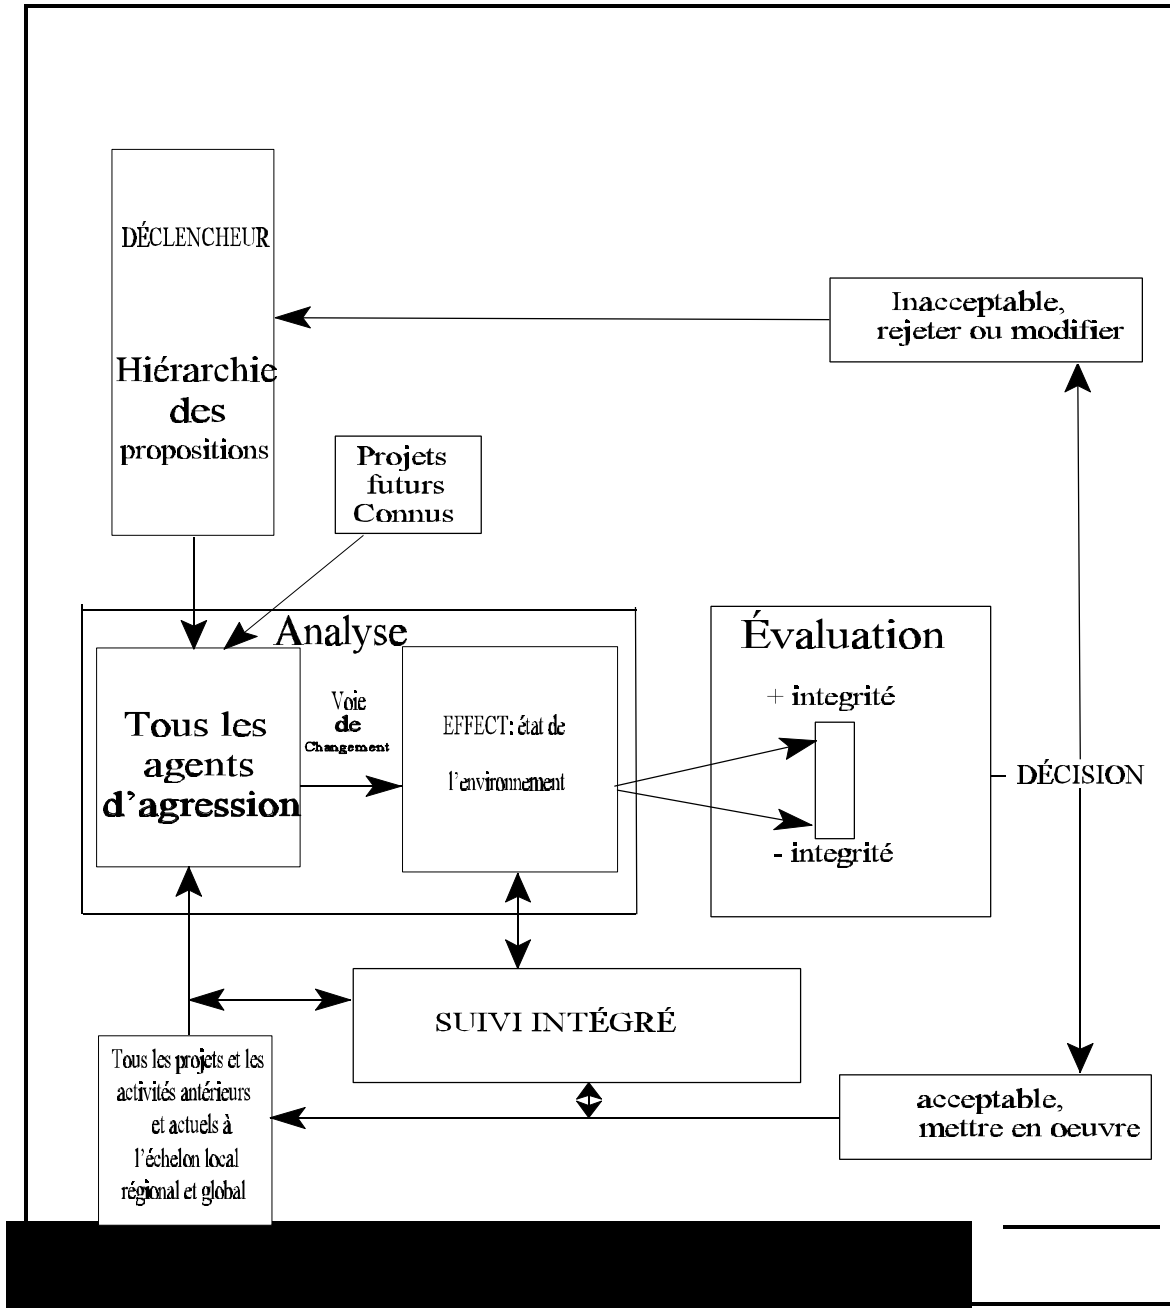 DÉCLENCHEUR
Hiérarchie
des
propositions
Inacceptable,
rejeter ou modifier
Projets
futurs
Connus
Analyse
Tous les
agents
d'agression
Voie
de
Changement
EFFECT: état de
l'environnement
Évaluation
+ integrité
- integrité
DÉCISION
SUIVI INTÉGRÉ
Tous les projets et les
activités antérieurs
et actuels à
l'échelon local
régional et global
acceptable,
mettre en oeuvre